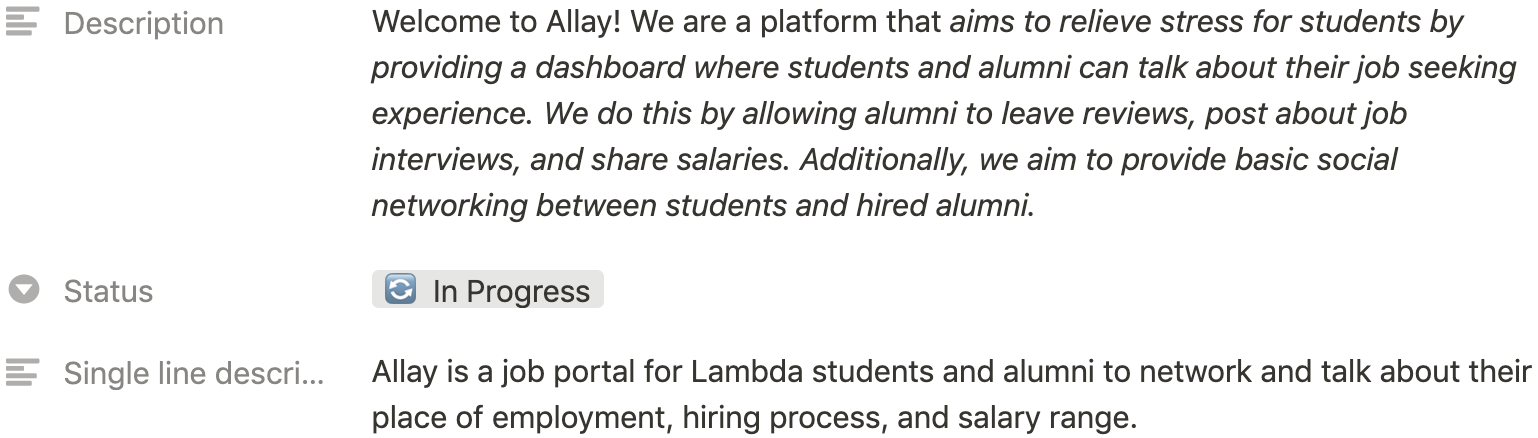 Description
Welcome to Allay! We are a platform that aims to relieve stress for students by
providing a dashboard where students and alumni can talk about their job seeking
experience. We do this by allowing alumni to leave reviews, post about job
interviews, and share salaries. Additionally, we aim to provide basic social
networking between students and hired alumni.
Status
In Progress
Single line descri...
Allay is a job portal for Lambda students and alumni to network and talk about their
place of employment, hiring process, and salary range.